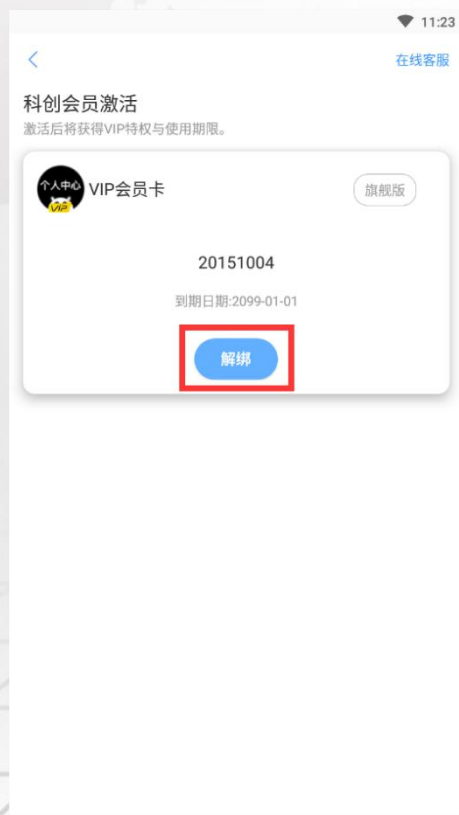 11:23
在线客服
科创会员激活
激活后将获得VIP特权与使用期限。
个人中心
VIP
VIP会员卡
旗舰版
20151004
到期日期:2099-01-01
解绑